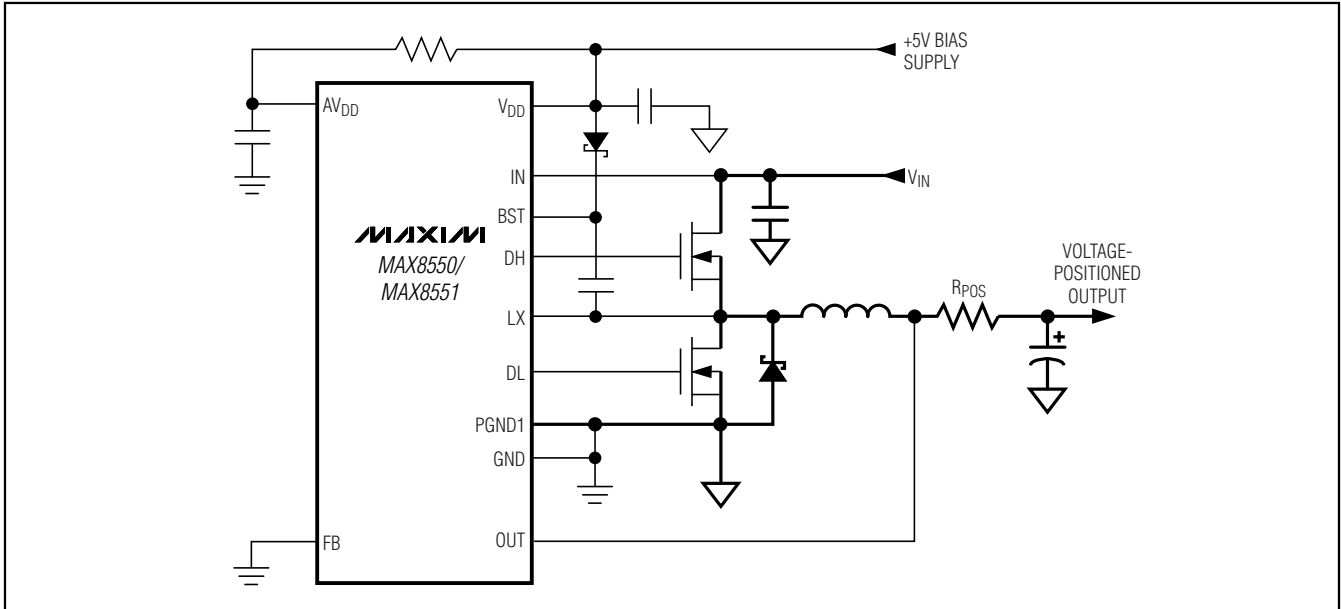 +5V BIAS
SUPPLY
AVDD
VDD
IN
VIN
BST
MAXIM
DH
MAX8550/
MAX8551
VOLTAGE-
POSITIONED
OUTPUT
RPOS
LX
+
DL
PGND1
GND
FB
OUT